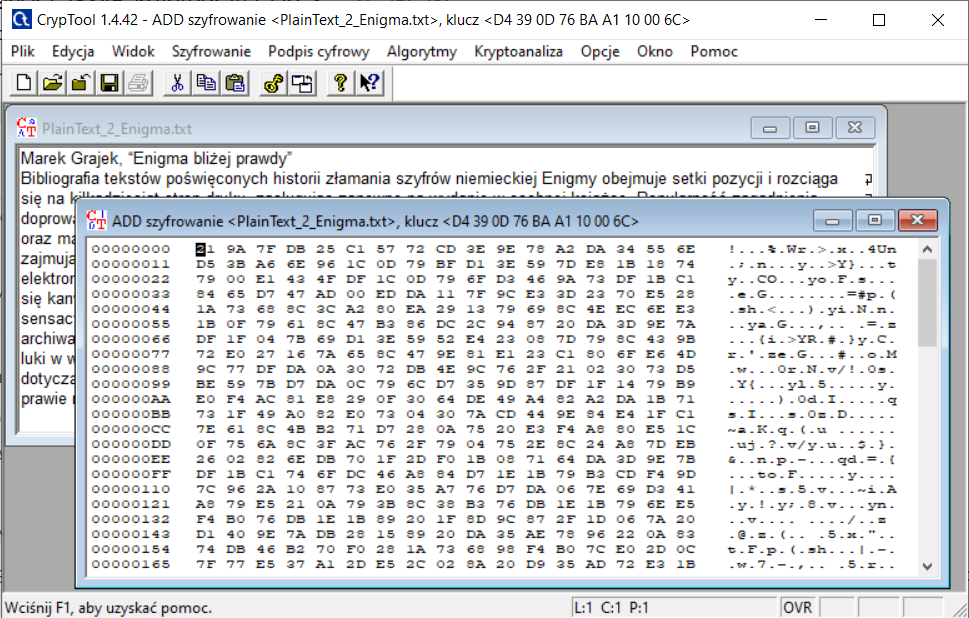 CrypTool 1.4.42 - ADD szyfrowanie <PlainText_2_Enigma.txt>, klucz <D4 39 0D 76 BA A1 10 00 6C>
Plik Edycja Widok Szyfrowanie Podpis cyfrowy Algorytmy Kryptoanaliza Opcje Okno Pomoc
PlainText_2_Enigma.txt
Marek Grajek, “Enigma bliżej prawdy”
Bibliografia tekstów poświęconych historii złamania szyfrów niemieckiej Enigmy obejmuje setki pozycji i rozciąga
się na
doprowa
oraz ma
zajmują
elektron
się kan
sensac
archiwa
luki w w
dotycza
prawie
ADD szyfrowanie <PlainText_2_Enigma.txt>, klucz <D4 39 0D 76 BA A1 10 00 6C>
00000000 21 9A 7F DB 25 C1 57 72 CD 3E 9E 78 A2 DA 34 55 6E !...%.Wr.>.x..4Un
00000011 D5 3B A6 6E 96 1C 0D 79 BF D1 3E 59 7D E8 1B 18 74 .;.n...y..>Y}...t
00000022 79 00 E1 43 4F DF 1C 0D 79 6F D3 46 9A 73 DF 1B C1 y..CO...yo.F.s...
00000033 84 65 D7 47 AD 00 ED DA 11 7F 9C E3 3D 23 70 E5 28 .e.G........=#p.(
00000044 1A 73 68 8C 3C A2 80 EA 29 13 79 69 8C 4E EC 6E E3 .sh.<...).yi.N.n.
00000055 1B 0F 79 61 8C 47 B3 86 DC 2C 94 87 20 DA 3D 9E 7A ..ya.G...,.. .=.z
00000066 DF 1F 04 7B 69 D1 3E 59 52 E4 23 08 7D 79 8C 43 9B ...{i.>YR.#.}y.C.
00000077 72 E0 27 16 7A 65 8C 47 9E 81 E1 23 C1 80 6F E6 4D r.'.ze.G...#..o.M
00000088 9C 77 DF DA 0A 30 72 DB 4E 9C 76 2F 21 02 30 73 D5 .w...0r.N.v/!.0s.
00000099 BE 59 7B D7 DA 0C 79 6C D7 35 9D 87 DF 1F 14 79 B9 .Y{...yl.5.....y.
000000AA E0 F4 AC 81 E8 29 0F 30 64 DE 49 A4 82 A2 DA 1B 71 .....).0d.I.....q
000000BB 73 1F 49 A0 82 E0 73 04 30 7A CD 44 9E 84 E4 1F C1 s.I...s.0z.D.....
000000CC 7E 61 8C 4B B2 71 D7 28 0A 75 20 E3 F4 A8 80 E5 1C ~a.K.q.(.u ......
000000DD 0F 75 6A 8C 3F AC 76 2F 79 04 75 2E 8C 24 A8 7D EB .uj.?.v/y.u..$.}.
000000EE 26 02 82 6E DB 70 1F 2D F0 1B 08 71 64 DA 3D 9E 7B &..n.p.-...qd.=.{
000000FF DF 1B C1 74 6F DC 46 A8 84 D7 1E 1B 79 B3 CD F4 9D ...to.F.....y....
00000110 7C 96 2A 10 87 73 E0 35 A7 76 D7 DA 06 7E 69 D3 41 |.*..s.5.v...~i.A
00000121 A8 79 E5 21 0A 79 3B 8C 38 B3 76 DB 1E 1B 79 6E E5 .y.!.y;.8.v...yn.
00000132 F4 B0 76 DB 1E 1B 89 20 1F 8D 9C 87 2F 1D 06 7A 20 ..v.... ..../..z
00000143 D1 40 9E 7A DB 28 15 89 20 DA 35 AE 78 96 22 0A 83 .@.z.(.. .5.x."..
00000154 74 DB 46 B2 70 F0 28 1A 73 68 98 F4 B0 7C E0 2D 0C t.F.p.(.sh...|.-.
00000165 7F 77 E5 37 A1 2D E5 2C 02 8A 20 D9 35 AD 72 E3 1B .w.7.-.,.. .5.r..
Wciśnij F1, aby uzyskać pomoc.
L:1 C:1 P:1
OVR